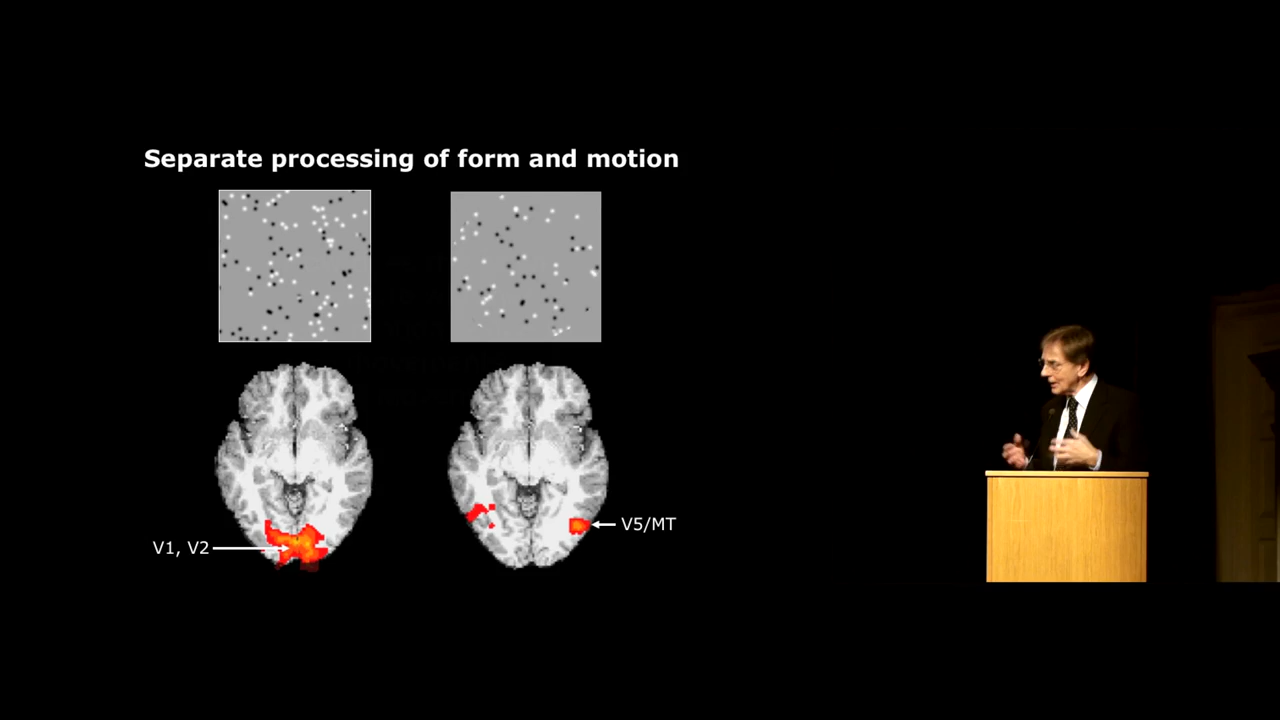 Separate processing of form and motion
V5/MT
V1, V2